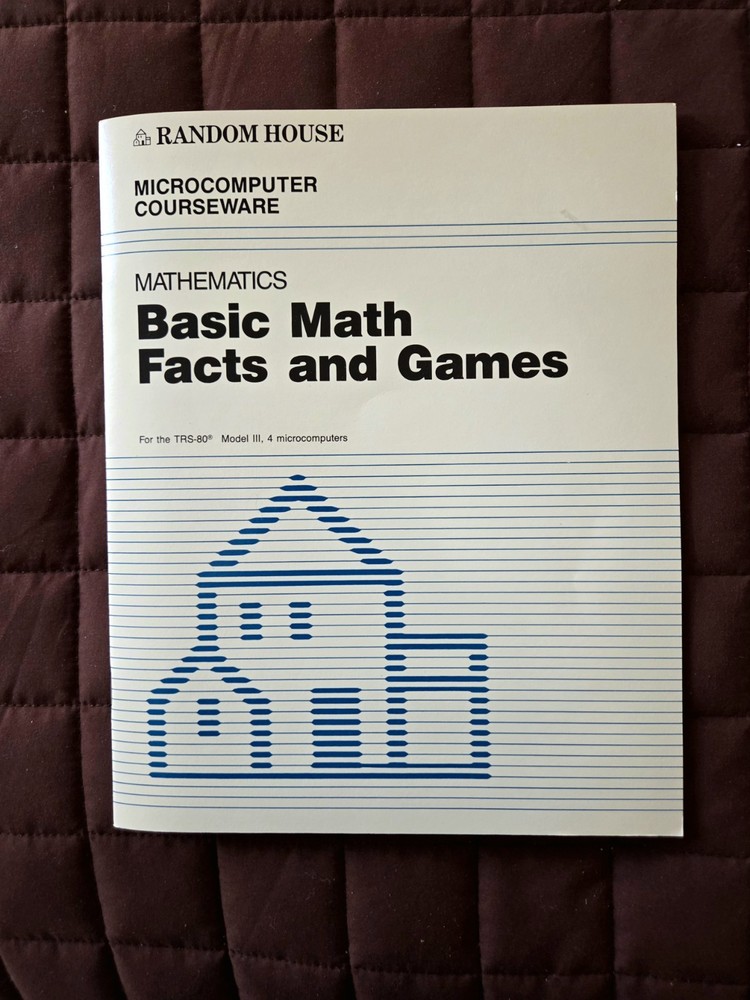 RANDOM HOUSE
MICROCOMPUTER
COURSEWARE
MATHEMATICS
Basic Math
Facts and Games
For the TRS-80® Model III, 4 microcomputers